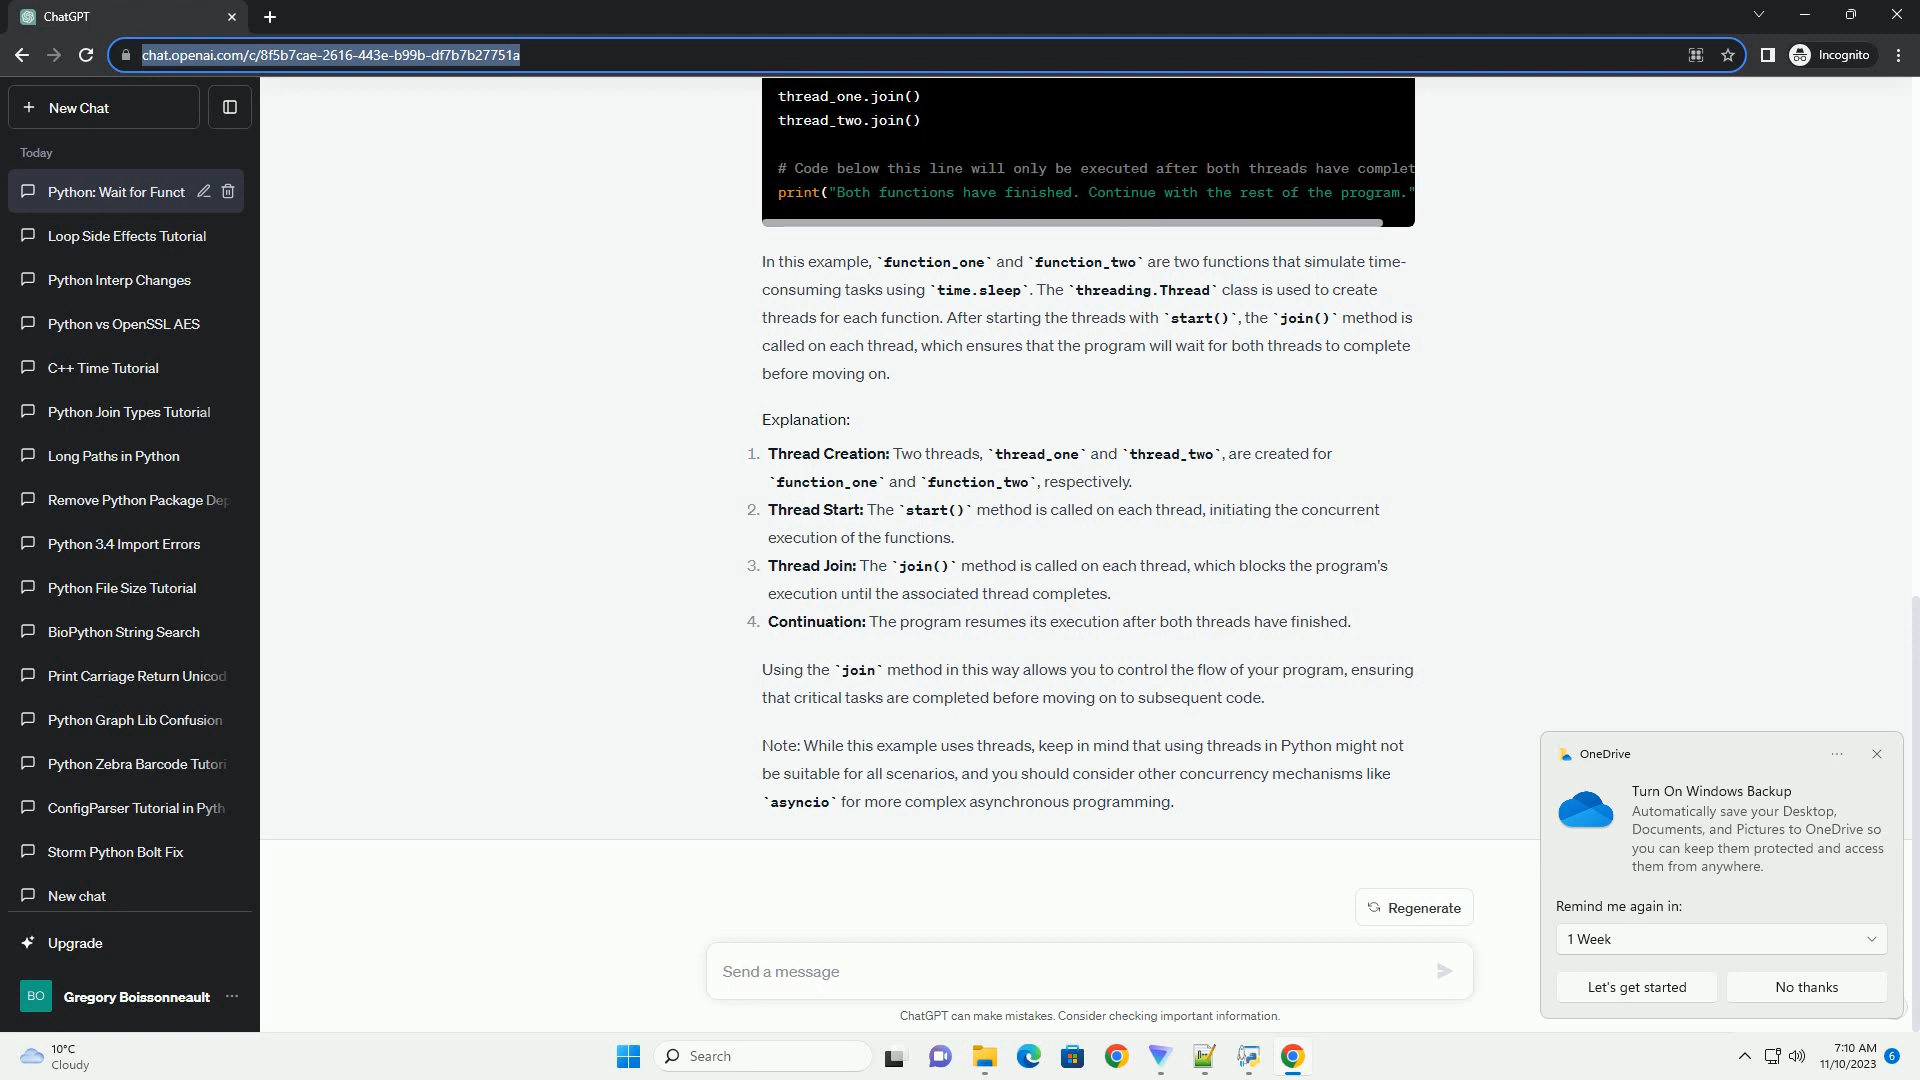 ChatGPT
chat.openai.com/c/8f5b7cae-2616-443e-b99b-df7b7b27751a
Incognito
New Chat
Today
Python: Wait for Funct
Loop Side Effects Tutorial
Python Interp Changes
Python vs OpenSSL AES
C++ Time Tutorial
Python Join Types Tutorial
Long Paths in Python
Remove Python Package Dep
Python 3.4 Import Errors
Python File Size Tutorial
BioPython String Search
Print Carriage Return Unicod
Python Graph Lib Confusion
Python Zebra Barcode Tutori
ConfigParser Tutorial in Pyth
Storm Python Bolt Fix
New chat
Upgrade
BO Gregory Boissonneault
thread_one.join()
thread_two.join()
# Code below this line will only be executed after both threads have complet
print("Both functions have finished. Continue with the rest of the program."
In this example, `function_one` and `function_two` are two functions that simulate time-
consuming tasks using `time.sleep`. The `threading.Thread` class is used to create
threads for each function. After starting the threads with `start()`, the `join()` method is
called on each thread, which ensures that the program will wait for both threads to complete
before moving on.
Explanation:
1. Thread Creation: Two threads, `thread_one` and `thread_two`, are created for
`function_one` and `function_two`, respectively.
2. Thread Start: The `start()` method is called on each thread, initiating the concurrent
execution of the functions.
3. Thread Join: The `join()` method is called on each thread, which blocks the program's
execution until the associated thread completes.
4. Continuation: The program resumes its execution after both threads have finished.
Using the `join` method in this way allows you to control the flow of your program, ensuring
that critical tasks are completed before moving on to subsequent code.
Note: While this example uses threads, keep in mind that using threads in Python might not
be suitable for all scenarios, and you should consider other concurrency mechanisms like
`asyncio` for more complex asynchronous programming.
Regenerate
Send a message
ChatGPT can make mistakes. Consider checking important information.
OneDrive
Turn On Windows Backup
Automatically save your Desktop,
Documents, and Pictures to OneDrive so
you can keep them protected and access
them from anywhere.
Remind me again in:
1 Week
Let's get started
No thanks
10°C
Cloudy
Search
7:10 AM
11/10/2023
6